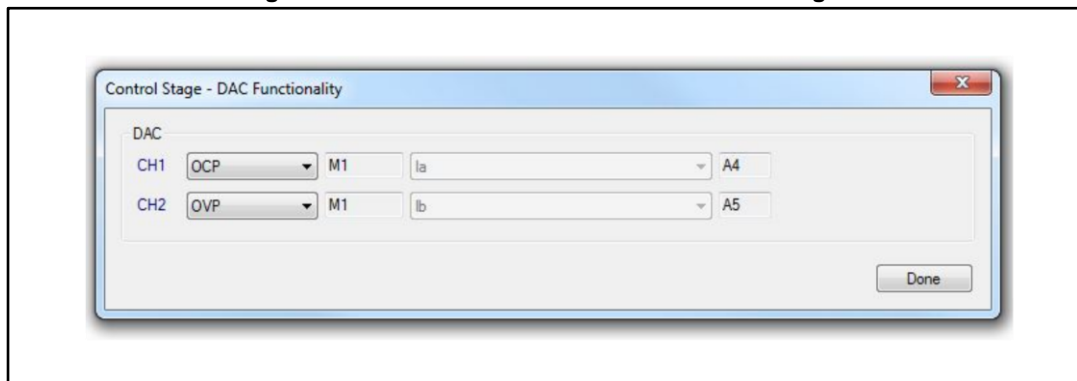 Control Stage - DAC Functionality
DAC
CH1 OCP M1 Ia A4
CH2 OVP M1 Ib A5
Done